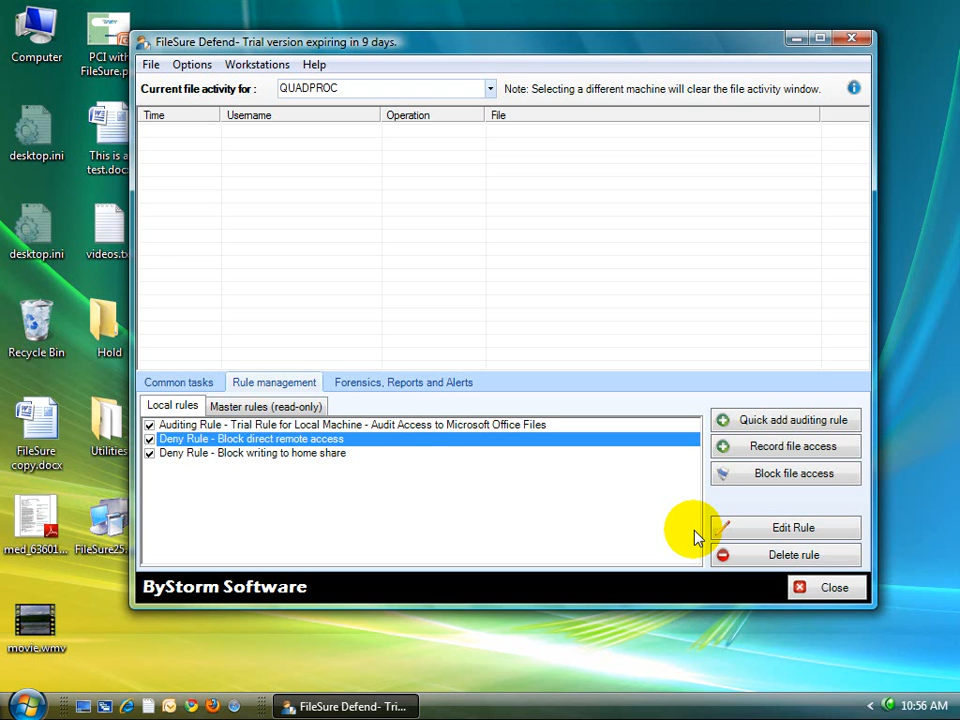 Computer
PCI with
FileSure.p
desktop.ini
This is a
test.doc
desktop.ini
videos.t
Recycle Bin
Hold
FileSure
copy.docx
Utilities
med_63601...
FileSure25.
movie.wmv
FileSure Defend- Trial version expiring in 9 days.
File Options Workstations Help
Current file activity for : QUADPROC Note: Selecting a different machine will clear the file activity window.
Time Username Operation File
Common tasks Rule management Forensics, Reports and Alerts
Local rules Master rules (read-only)
Auditing Rule - Trial Rule for Local Machine - Audit Access to Microsoft Office Files
Deny Rule - Block direct remote access
Deny Rule - Block writing to home share
Quick add auditing rule
Record file access
Block file access
Edit Rule
Delete rule
ByStorm Software
Close
FileSure Defend- Tri...
10:56 AM